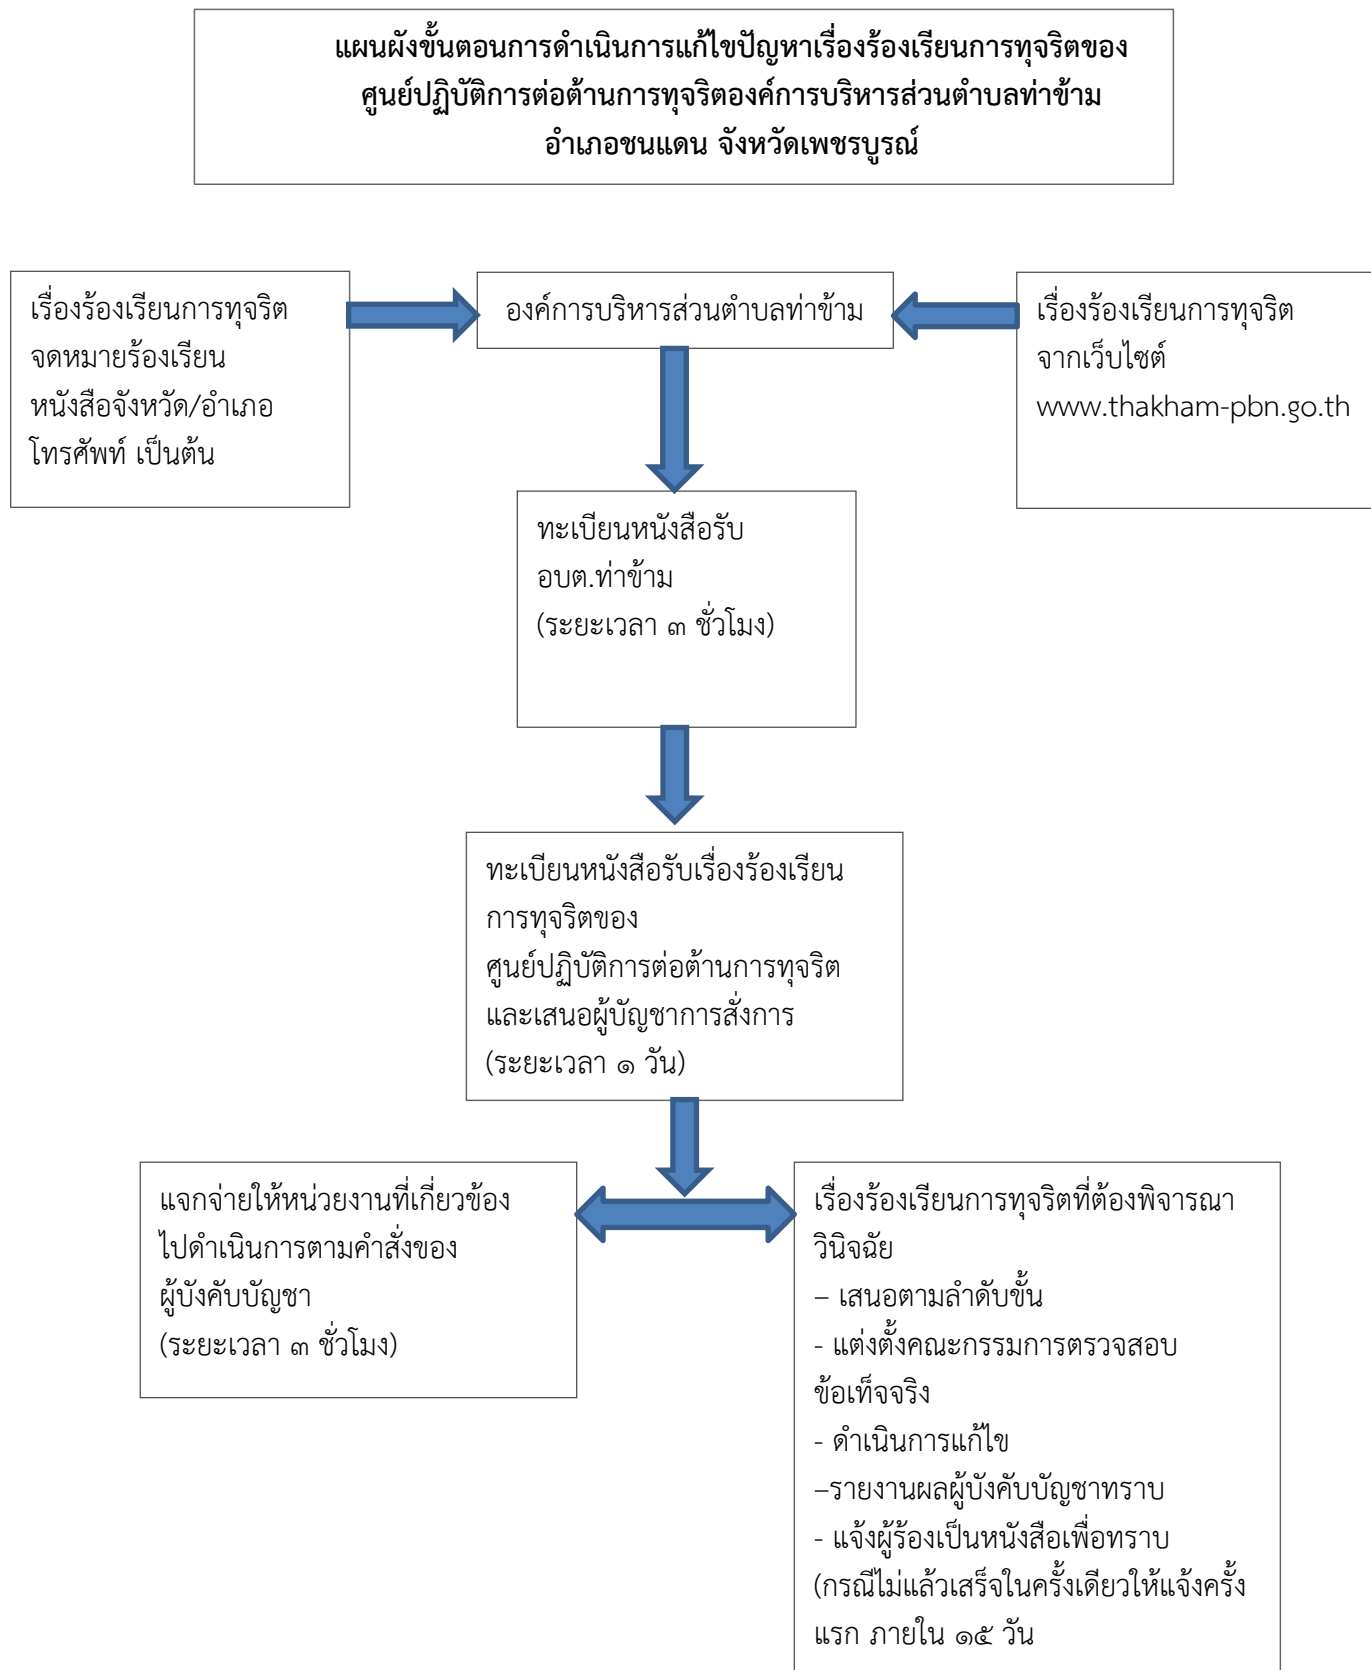 แผนผังขั้นตอนการดำเนินการแก้ไขปัญหาเรื่องร้องเรียนการทุจริตของ
ศูนย์ปฏิบัติการต่อต้านการทุจริตองค์การบริหารส่วนตำบลท่าข้าม
อำเภอชนแดน จังหวัดเพชรบูรณ์
เรื่องร้องเรียนการทุจริต
จดหมายร้องเรียน
หนังสือจังหวัด/อำเภอ
โทรศัพท์ เป็นต้น
องค์การบริหารส่วนตำบลท่าข้าม
เรื่องร้องเรียนการทุจริต
จากเว็บไซต์
www.thakham-pbn.go.th
ทะเบียนหนังสือรับ
อบต.ท่าข้าม
(ระยะเวลา ๓ ชั่วโมง)
ทะเบียนหนังสือรับเรื่องร้องเรียน
การทุจริตของ
ศูนย์ปฏิบัติการต่อต้านการทุจริต
และเสนอผู้บัญชาการสั่งการ
(ระยะเวลา ๑ วัน)
แจกจ่ายให้หน่วยงานที่เกี่ยวข้อง
ไปดำเนินการตามคำสั่งของ
ผู้บังคับบัญชา
(ระยะเวลา ๓ ชั่วโมง)
เรื่องร้องเรียนการทุจริตที่ต้องพิจารณา
วินิจฉัย
– เสนอตามลำดับขั้น
- แต่งตั้งคณะกรรมการตรวจสอบ
ข้อเท็จจริง
- ดำเนินการแก้ไข
–รายงานผลผู้บังคับบัญชาทราบ
- แจ้งผู้ร้องเป็นหนังสือเพื่อทราบ
(กรณีไม่แล้วเสร็จในครั้งเดียวให้แจ้งครั้ง
แรก ภายใน ๑๕ วัน